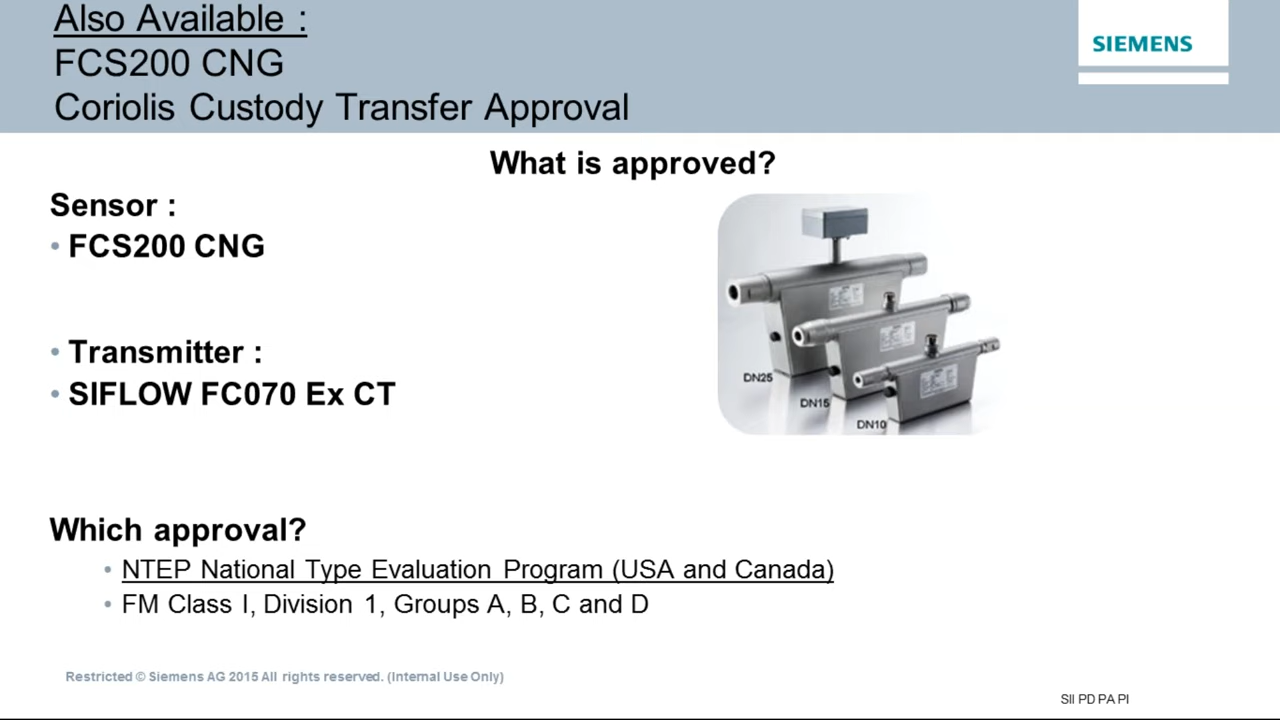 Also Available :
FCS200 CNG
Coriolis Custody Transfer Approval
SIEMENS
What is approved?
Sensor :
• FCS200 CNG
• Transmitter :
• SIFLOW FC070 Ex CT
DN25
DN15
DN10
Which approval?
• NTEP National Type Evaluation Program (USA and Canada)
• FM Class I, Division 1, Groups A, B, C and D
Restricted © Siemens AG 2015 All rights reserved. (Internal Use Only)
SII PD PA PI